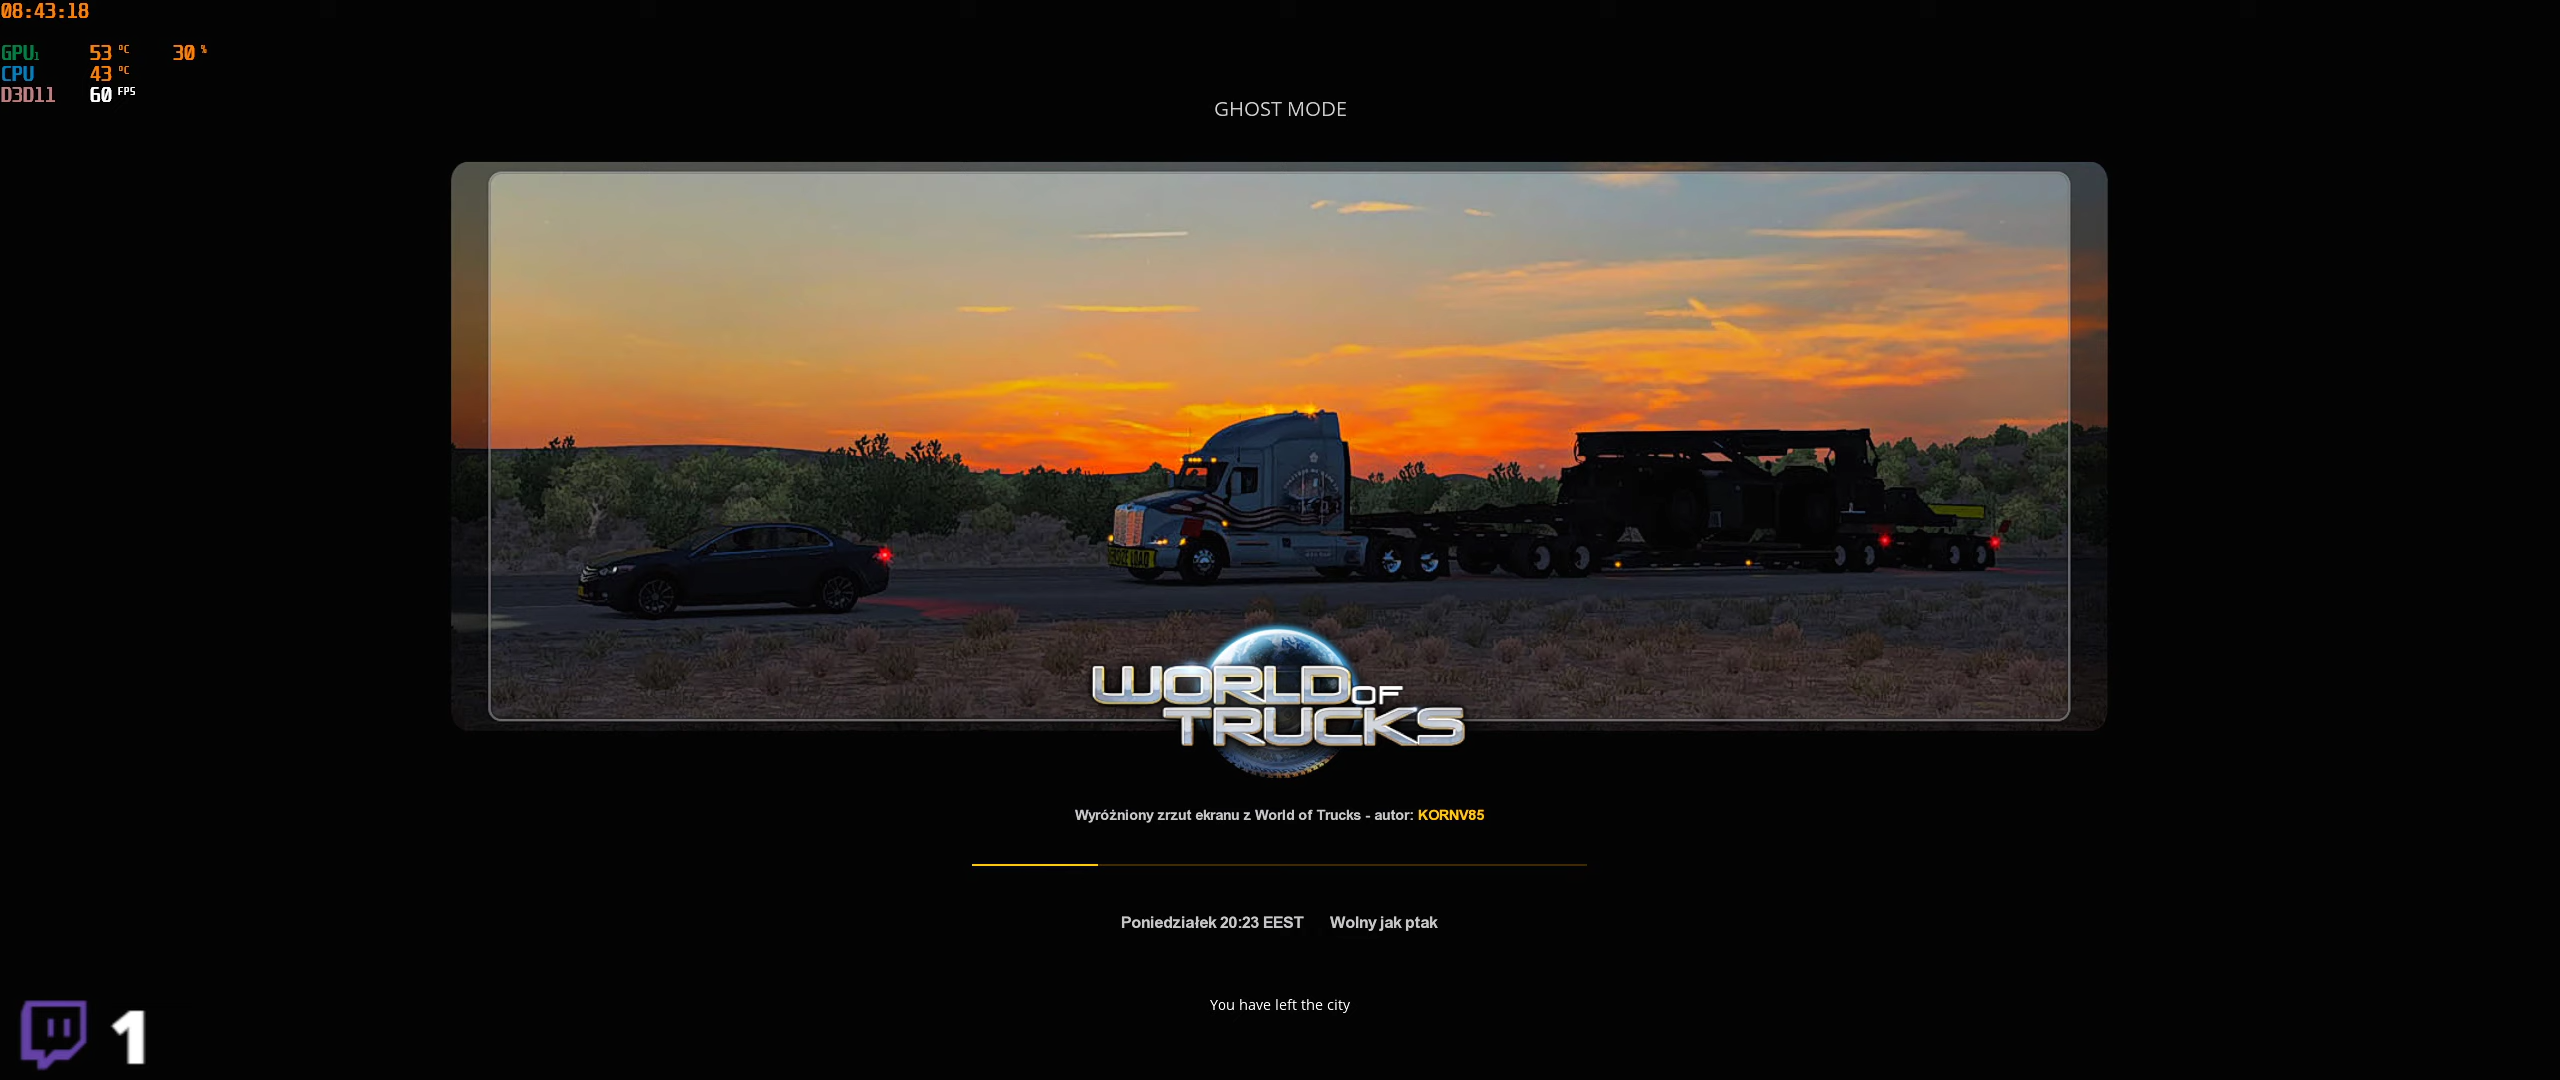 08:43:18
GPU1 53 °C 30 %
CPU 43 °C
D3D11 60 FPS
GHOST MODE
WORLD OF
TRUCKS
Wyróżniony zrzut ekranu z World of Trucks - autor: KORNV85
Poniedziałek 20:23 EEST Wolny jak ptak
You have left the city
1